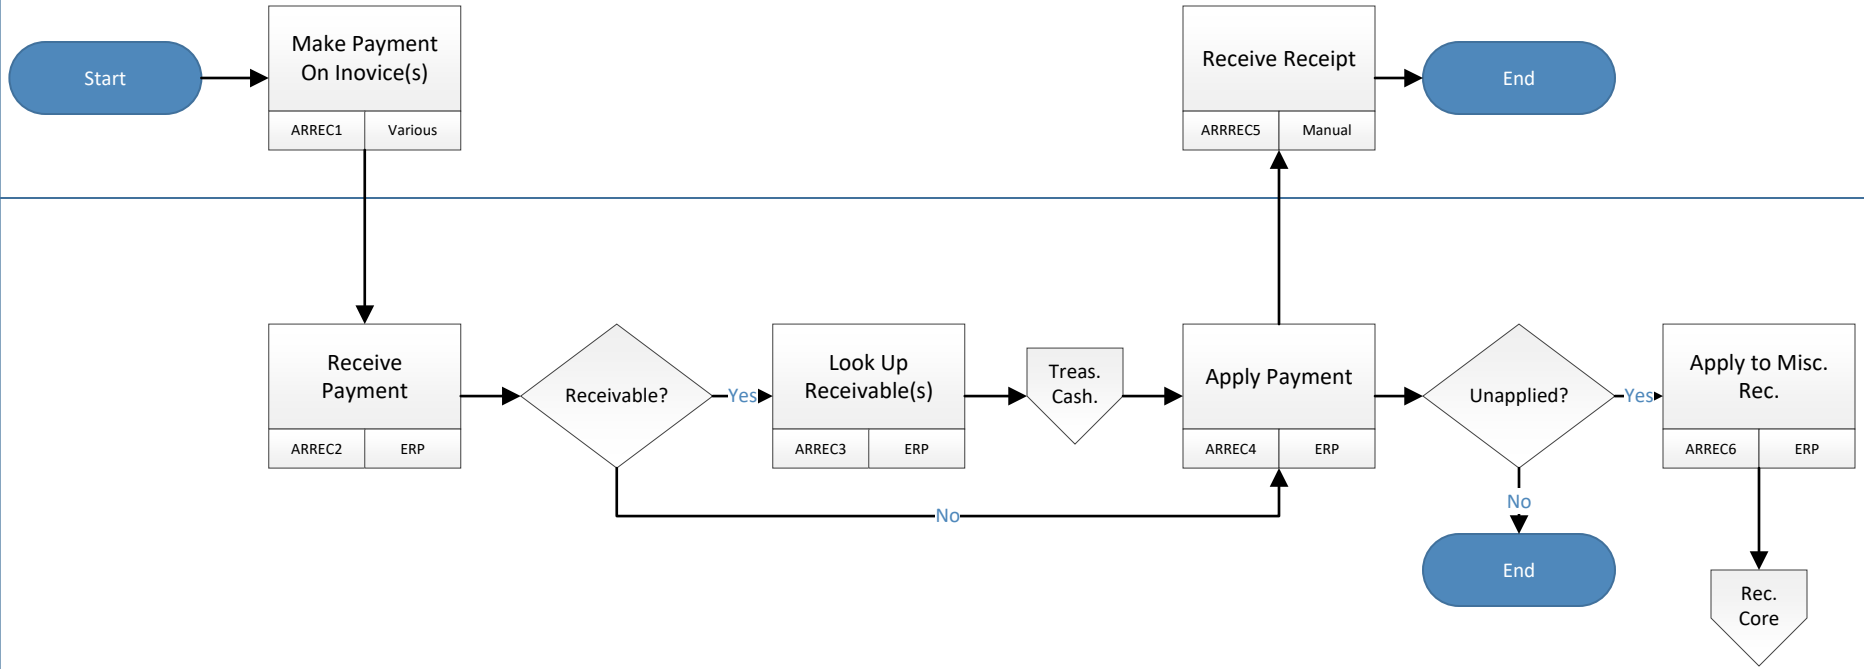 Start
Make Payment
On Inovice(s)
ARREC1
Various
Receive Receipt
ARRREC5
Manual
End
Receive
Payment
ARREC2
ERP
Receivable?
Yes
Look Up
Receivable(s)
ARREC3
ERP
Treas.
Cash.
Apply Payment
ARREC4
ERP
Unapplied?
Yes
Apply to Misc.
Rec.
ARREC6
ERP
No
No
End
Rec.
Core